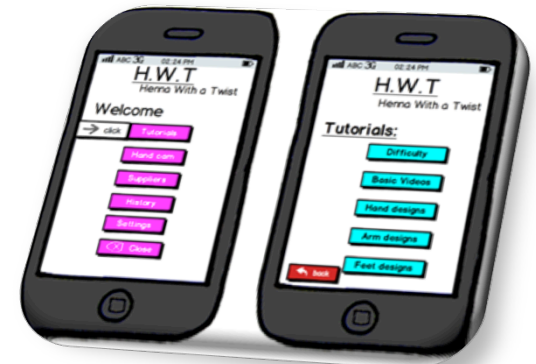 ABC 3G 02:24 PM
H.W.T
Henna With a Twist
Welcome
click Tutorials
Hand cam
Suppliers
History
Settings
Close
ABC 3G 02:24 PM
H.W.T
Henna With a Twist
Tutorials:
Difficulty
Basic Videos
Hand designs
Arm designs
Feet designs
back